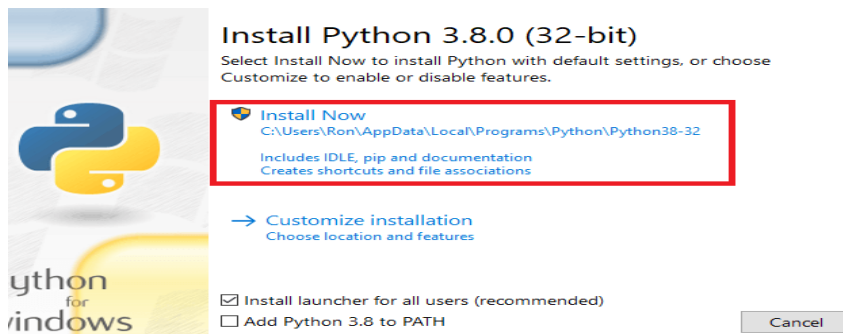 Install Python 3.8.0 (32-bit)
Select Install Now to install Python with default settings, or choose
Customize to enable or disable features.
Install Now
C:\Users\Ron\AppData\Local\Programs\Python\Python38-32
Includes IDLE, pip and documentation
Creates shortcuts and file associations
Customize installation
Choose location and features
ython
for
indows
Install launcher for all users (recommended)
Add Python 3.8 to PATH
Cancel